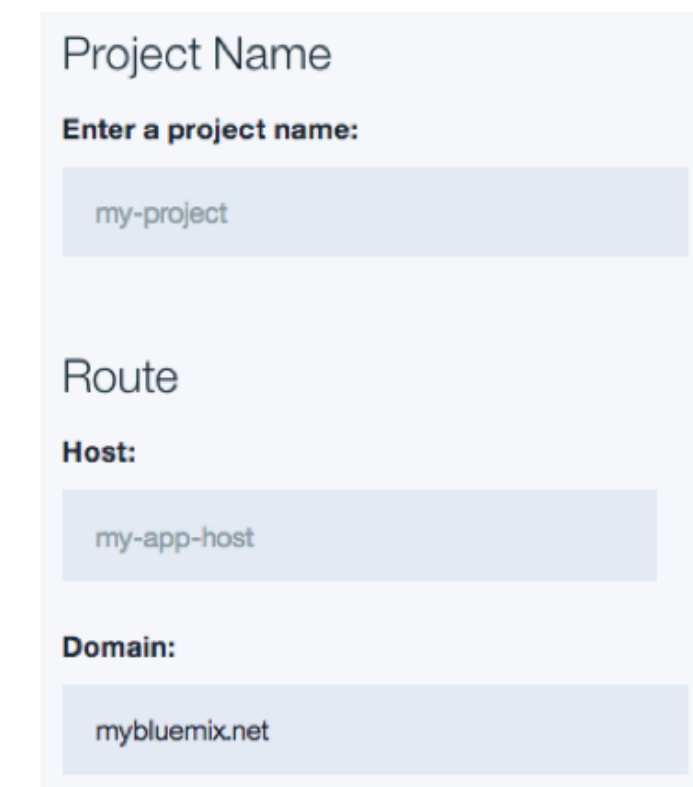 Project Name
Enter a project name:
my-project
Route
Host:
my-app-host
Domain:
mybluemix.net